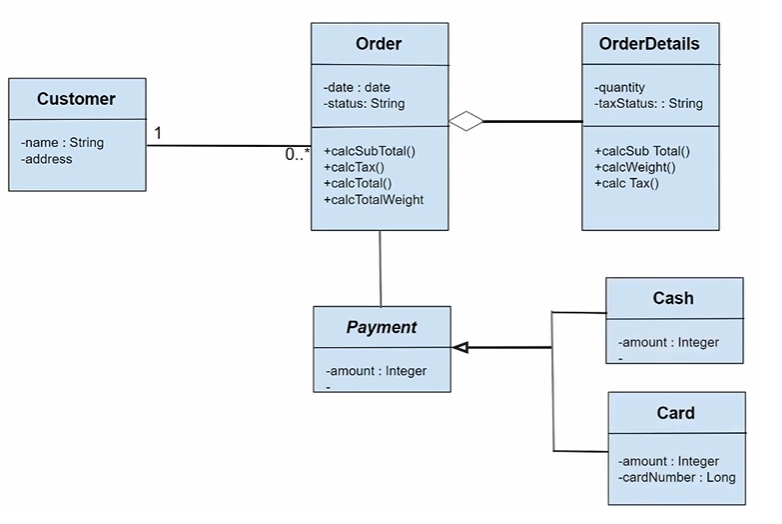 Customer
-name : String
-address
1
0..*
Order
-date : date
-status: String
+calcSubTotal()
+calcTax()
+calcTotal()
+calcTotalWeight
OrderDetails
-quantity
-taxStatus: : String
+calcSub Total()
+calcWeight()
+calc Tax()
Payment
-amount : Integer
-
Cash
-amount : Integer
-
Card
-amount : Integer
-cardNumber : Long